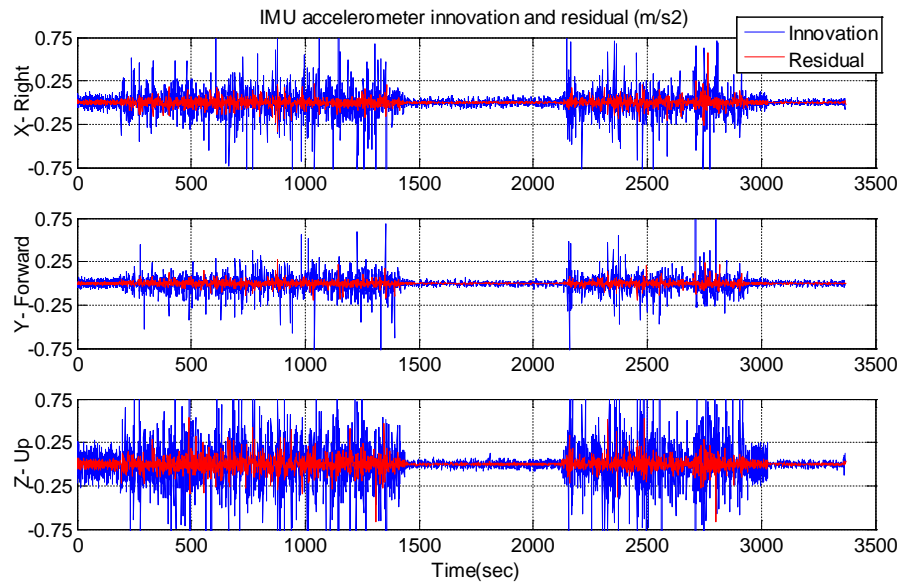 IMU accelerometer innovation and residual (m/s2)
Innovation
Residual
X- Right
0.75
0.25
-0.25
-0.75
0 500 1000 1500 2000 2500 3000 3500
Y- Forward
0.75
0.25
-0.25
-0.75
0 500 1000 1500 2000 2500 3000 3500
Z- Up
0.75
0.25
-0.25
-0.75
0 500 1000 1500 2000 2500 3000 3500
Time(sec)